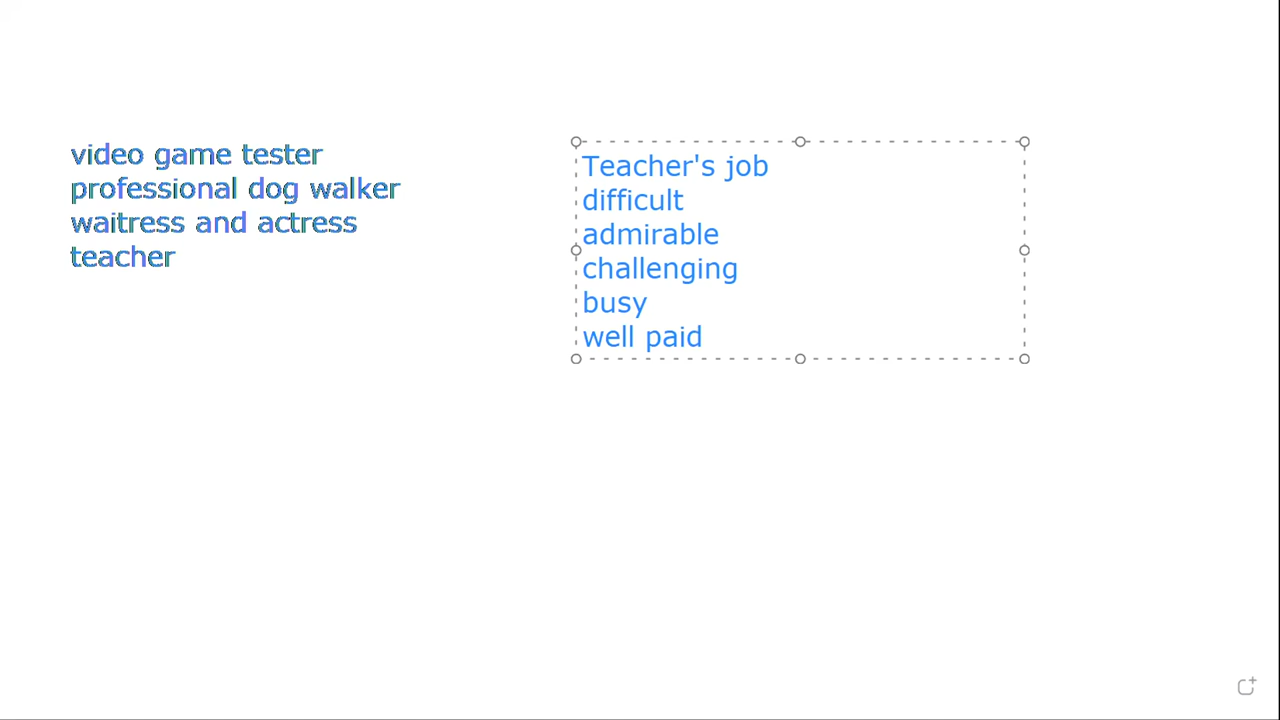 video game tester
professional dog walker
waitress and actress
teacher
Teacher's job
difficult
admirable
challenging
busy
well paid